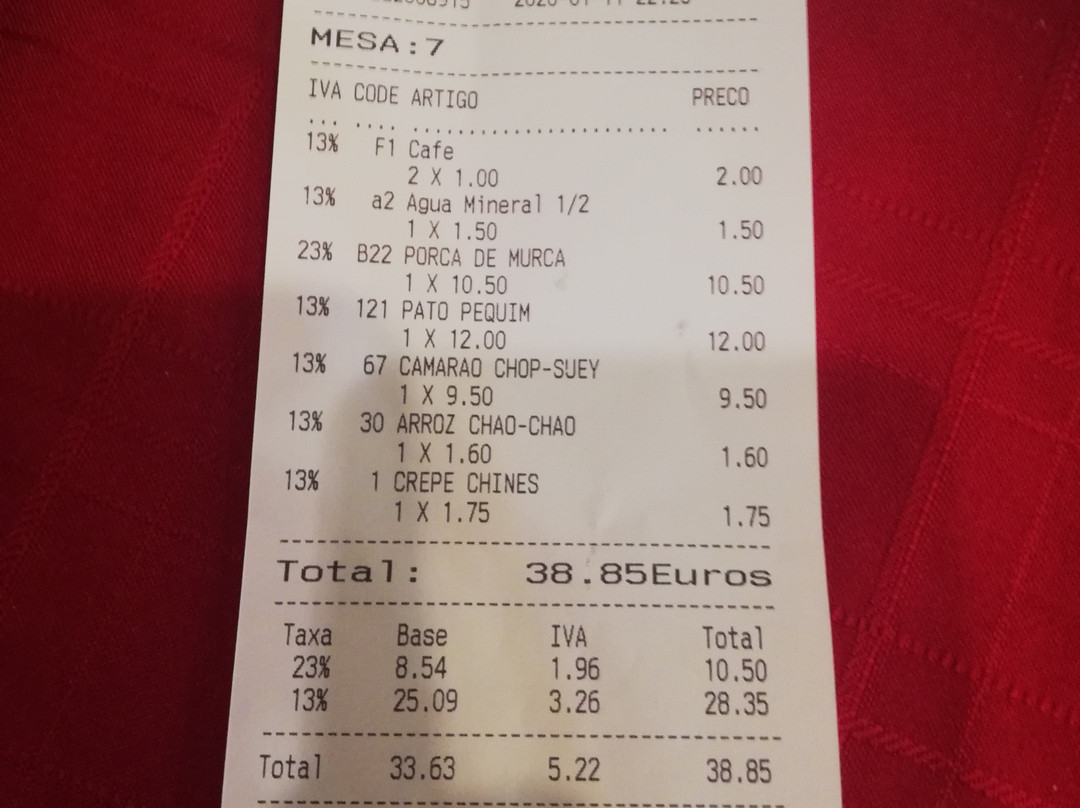 MESA:7
IVA CODE ARTIGO PRECO
... .... ........................ ......
13% F1 Cafe
2 X 1.00 2.00
13% a2 Agua Mineral 1/2
1 X 1.50 1.50
23% B22 PORCA DE MURCA
1 X 10.50 10.50
13% 121 PATO PEQUIM
1 X 12.00 12.00
13% 67 CAMARAO CHOP-SUEY
1 X 9.50 9.50
13% 30 ARROZ CHAO-CHAO
1 X 1.60 1.60
13% 1 CREPE CHINES
1 X 1.75 1.75
Total: 38.85Euros
Taxa Base IVA Total
23% 8.54 1.96 10.50
13% 25.09 3.26 28.35
Total 33.63 5.22 38.85